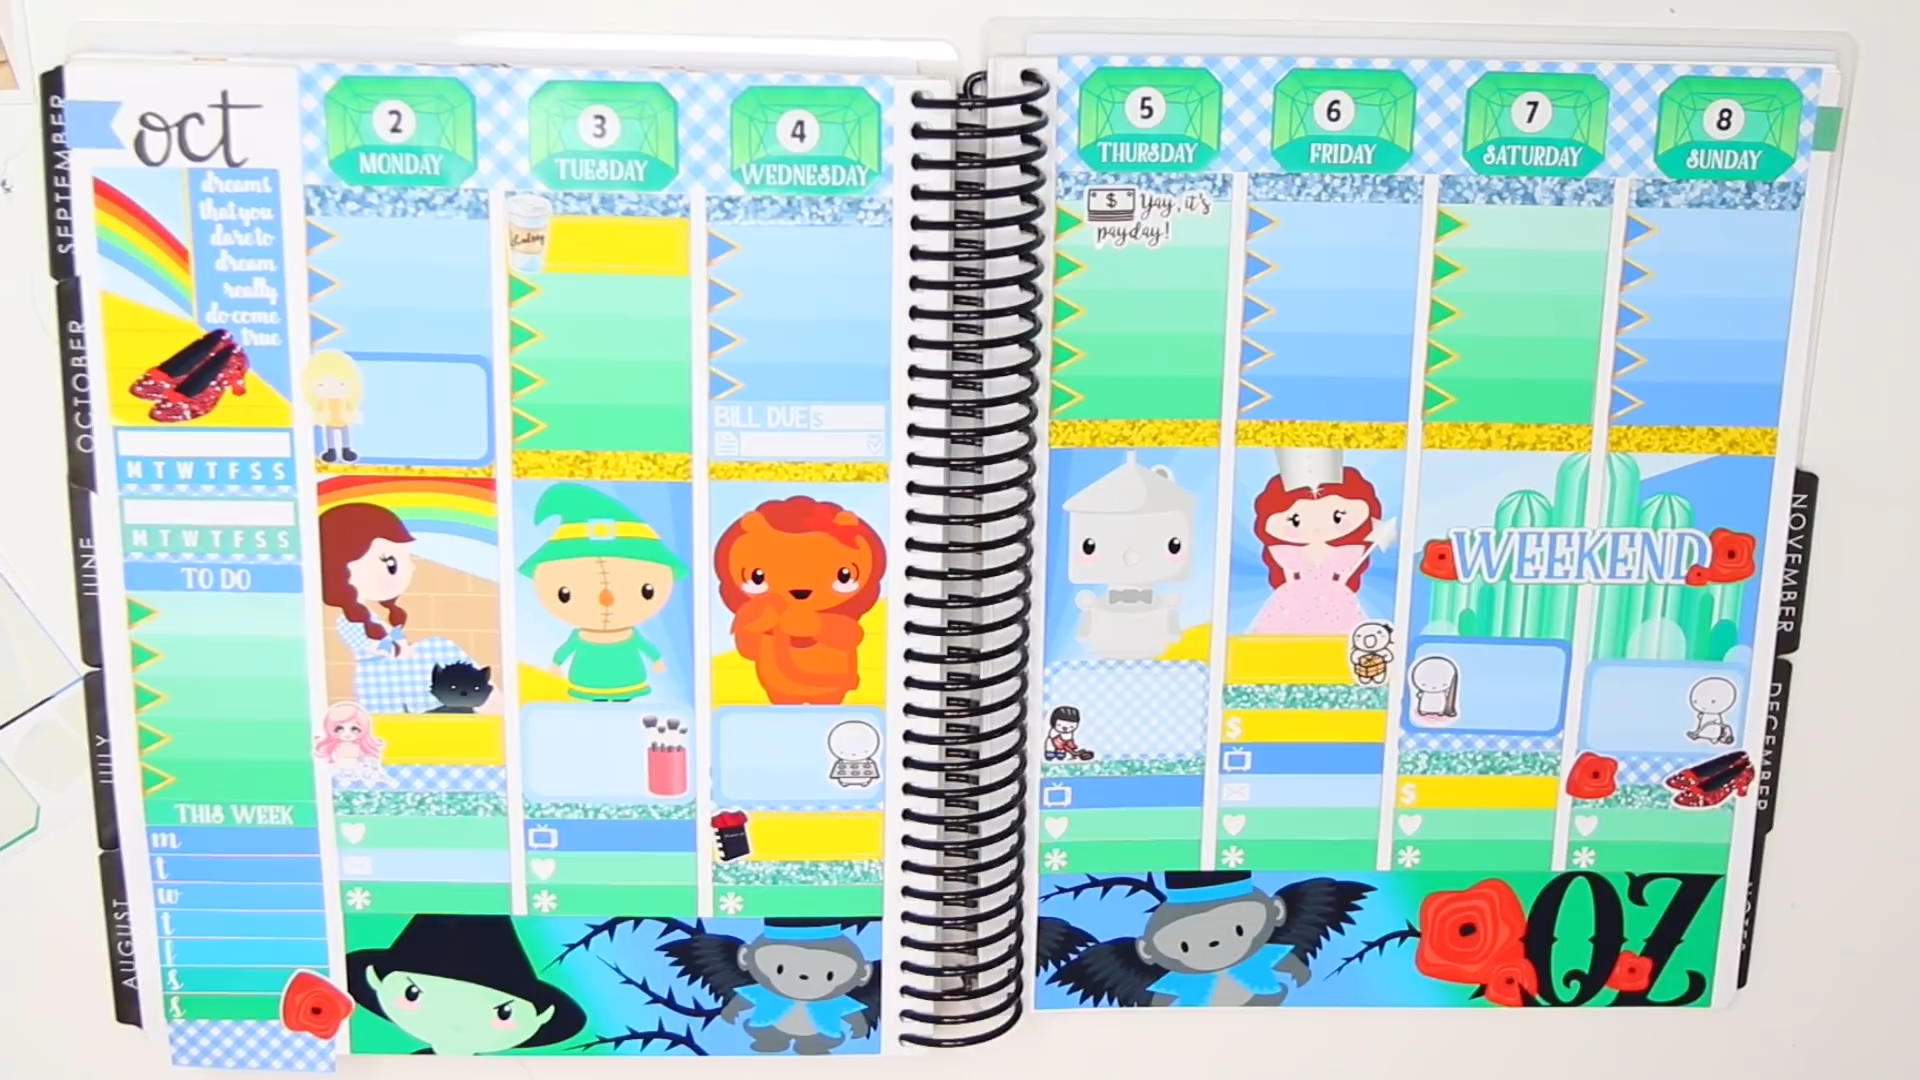 oct
dreams
that you
dare to
dream
really
do come
true
M T W T F S S
M T W T F S S
TO DO
THIS WEEK
m
t
w
t
f
s
s
2
MONDAY
3
TUESDAY
4
WEDNESDAY
BILL DUE $
5
THURSDAY
$ Yay, it's
payday!
6
FRIDAY
$
7
SATURDAY
8
SUNDAY
WEEKEND
$
OZ
SEPTEMBER
OCTOBER
JUNE
JULY
AUGUST
NOVEMBER
DECEMBER